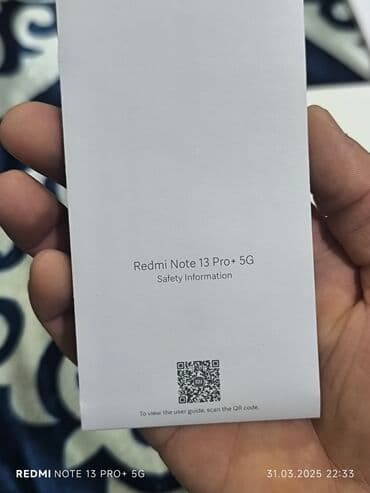 Redmi Note 13 Pro+ 5G
Safety Information
To view the user guide, scan the QR code.
REDMI NOTE 13 PRO+ 5G
31.03.2025 22:33